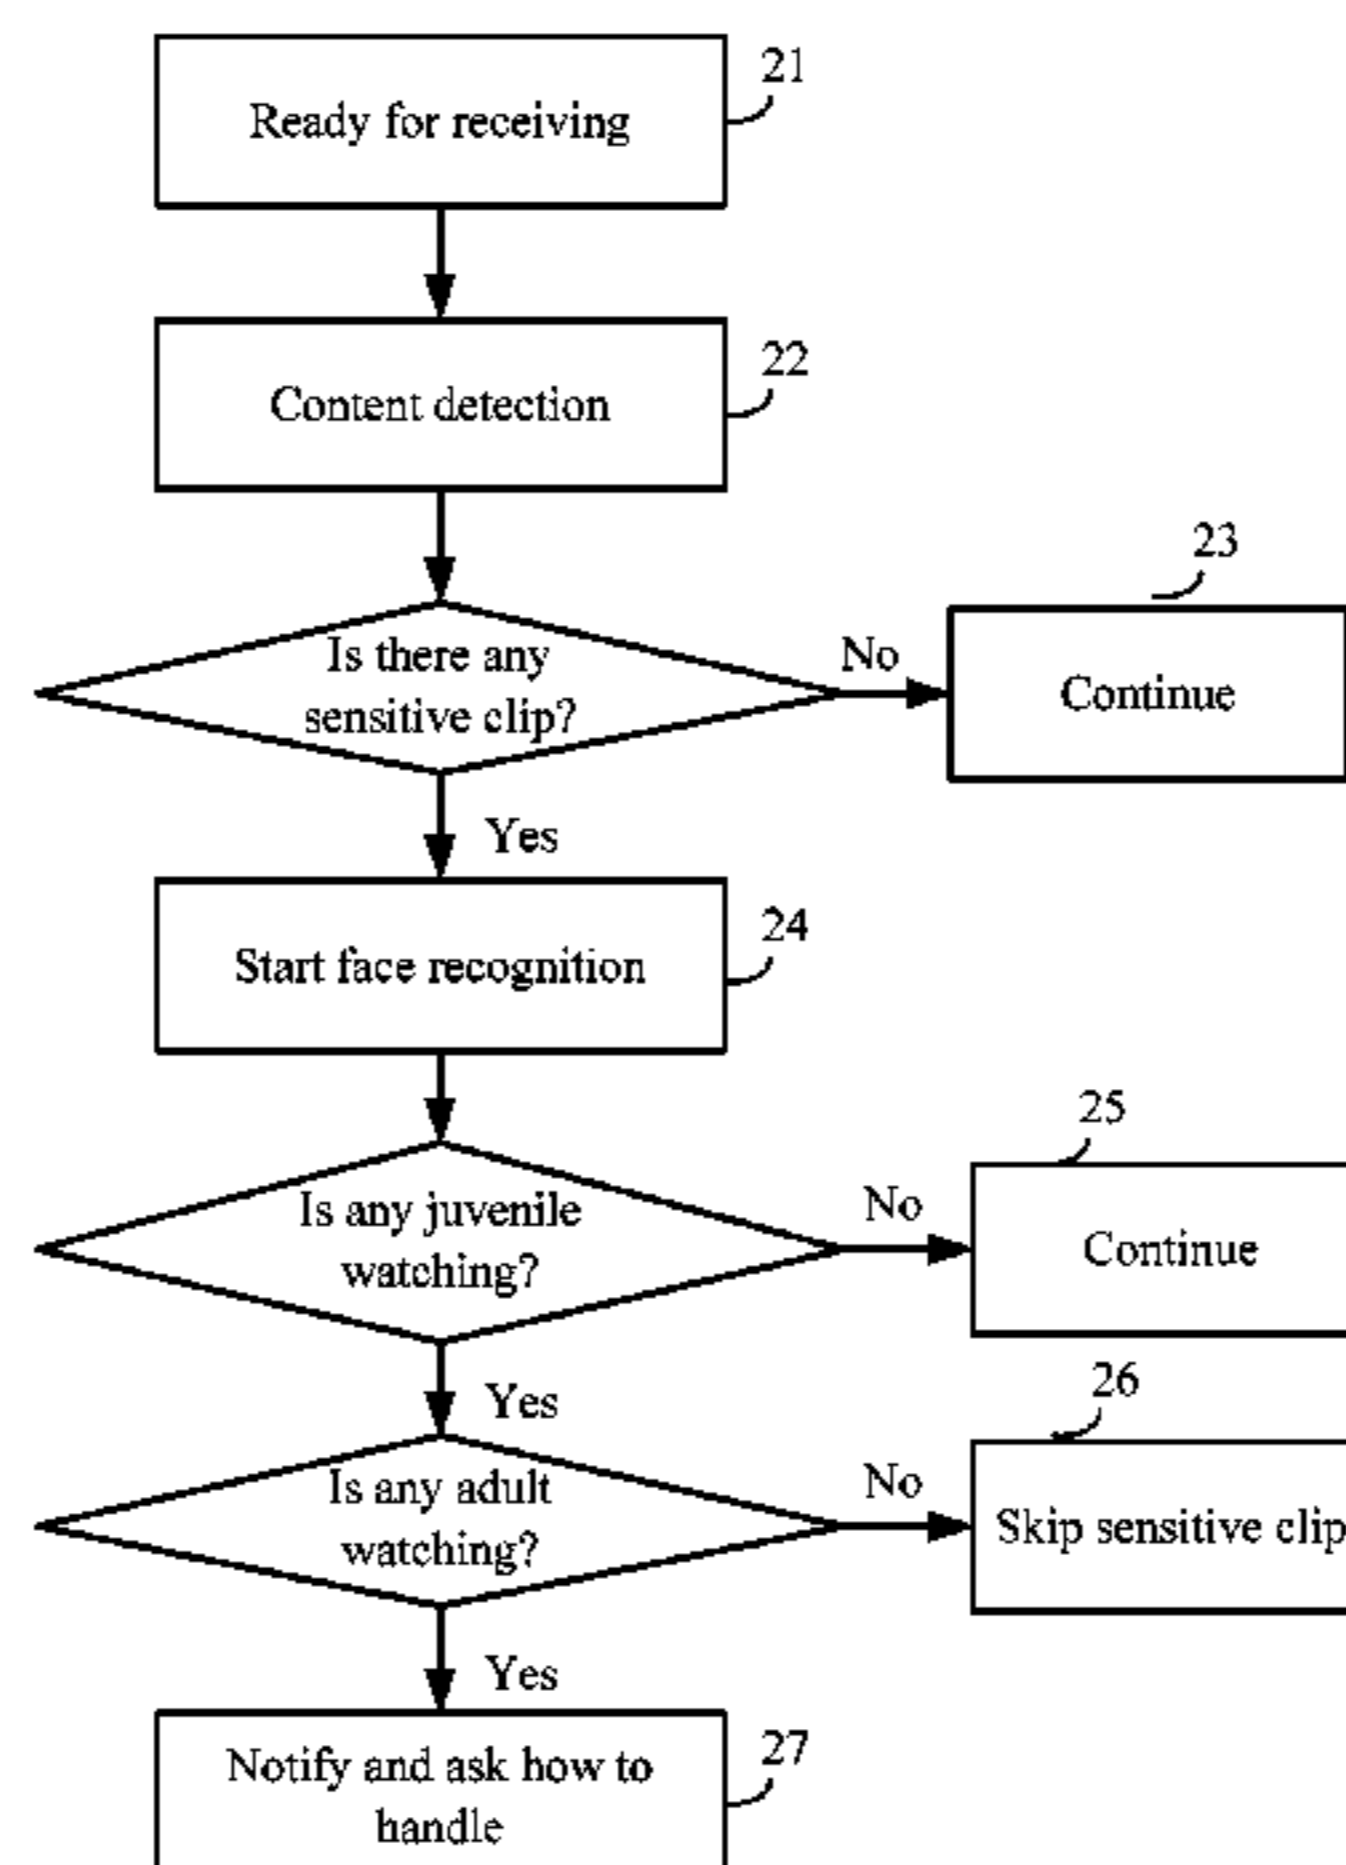 21
Ready for receiving
22
Content detection
23
Is there any
sensitive clip?
No
Continue
Yes
24
Start face recognition
25
Is any juvenile
watching?
No
Continue
Yes
26
Is any adult
watching?
No
Skip sensitive clip
Yes
27
Notify and ask how to
handle